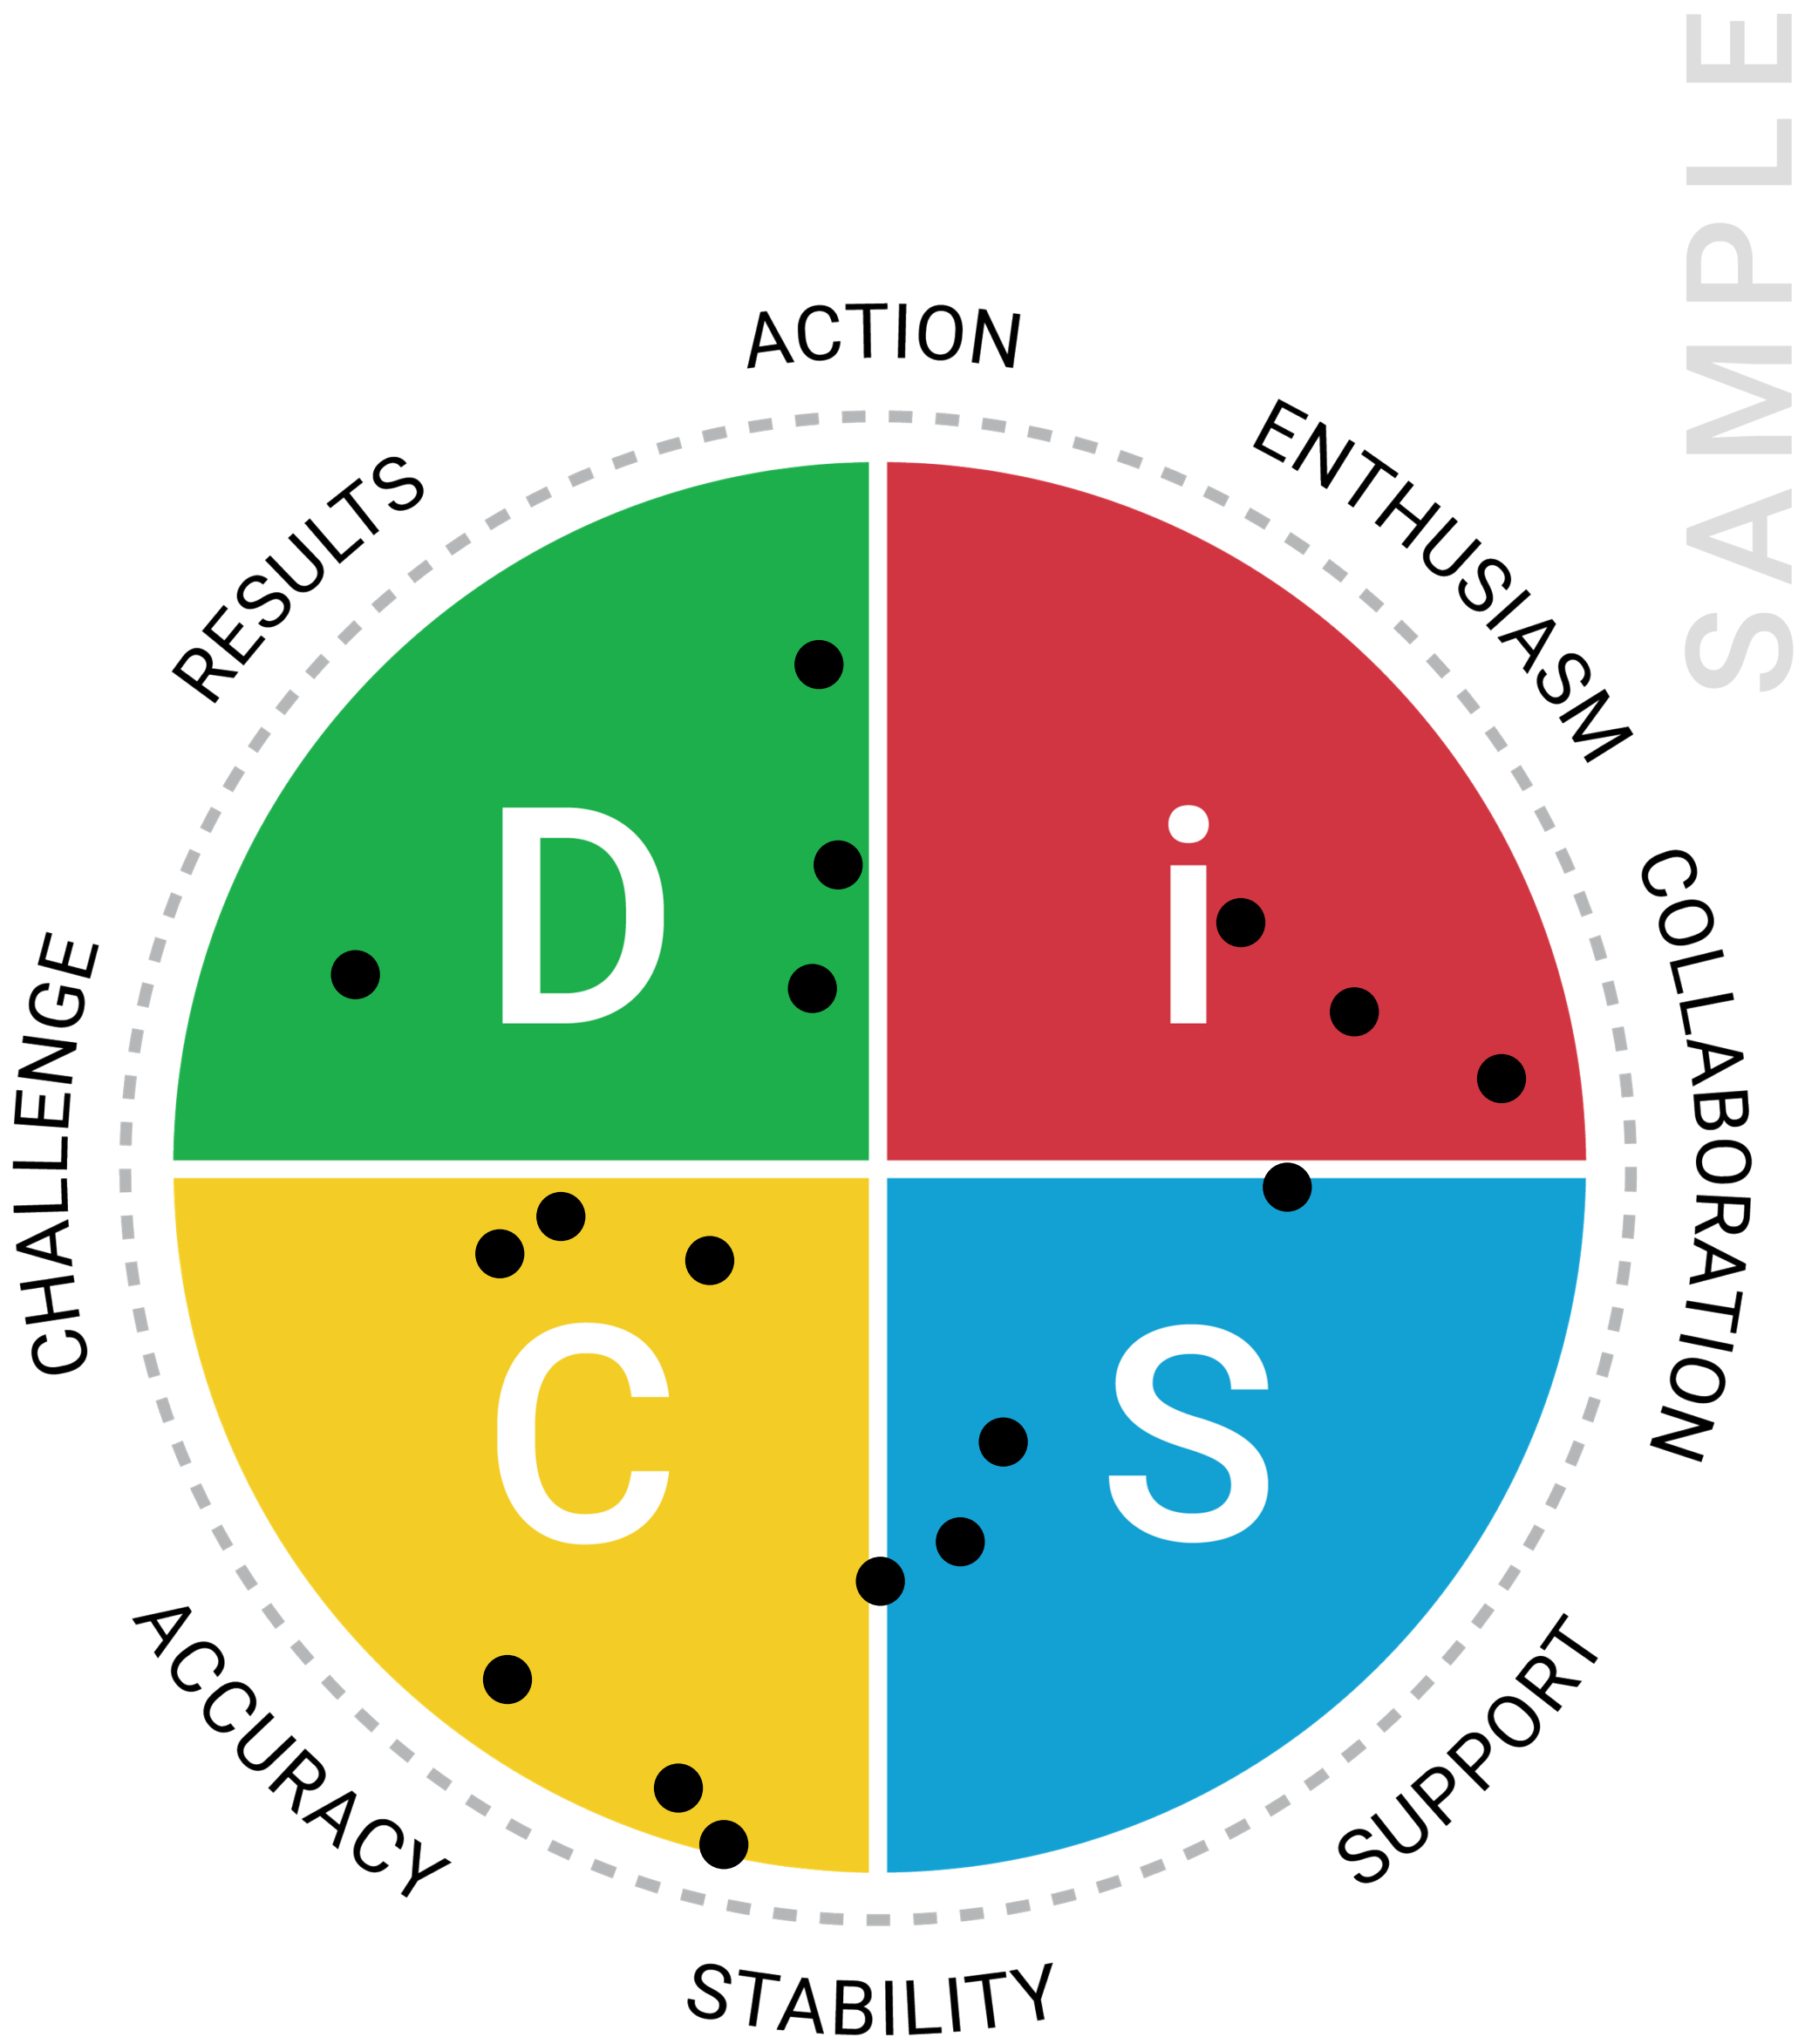 SAMPLE
ACTION
ENTHUSIASM
COLLABORATION
SUPPORT
STABILITY
ACCURACY
CHALLENGE
RESULTS
D
i
C
S